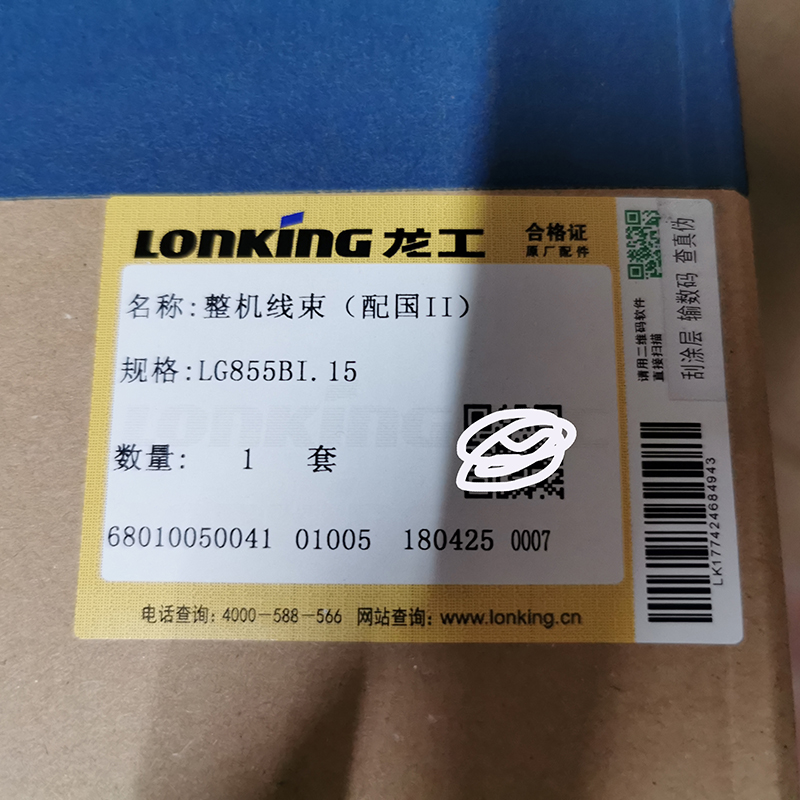 LONKING 龙工
合格证
原厂配件
名称:整机线束（配国II）
规格:LG855BI.15
数量: 1 套
68010050041 01005 180425 0007
电话查询: 4000-588-566 网站查询: www.lonking.cn
请用二维码软件
直接扫描
刮涂层 输数码 查真伪
LK177424684943